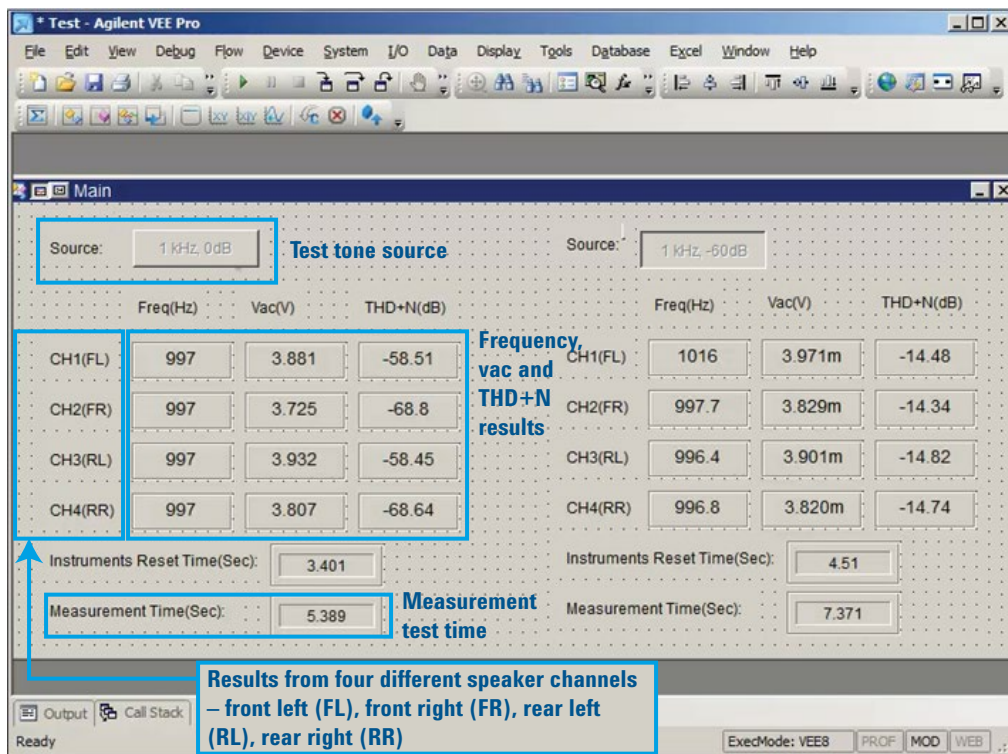 * Test - Agilent VEE Pro
File Edit View Debug Flow Device System I/O Data Display Tools Database Excel Window Help
Main
Source: 1 kHz, 0dB Test tone source
Freq(Hz) Vac(V) THD+N(dB)
CH1(FL) 997 3.881 -58.51
CH2(FR) 997 3.725 -68.8
CH3(RL) 997 3.932 -58.45
CH4(RR) 997 3.807 -68.64
Frequency,
vac and
THD+N
results
Instruments Reset Time(Sec): 3.401
Measurement Time(Sec): 5.389
Measurement
test time
Source: 1 kHz, -60dB
Freq(Hz) Vac(V) THD+N(dB)
CH1(FL) 1016 3.971m -14.48
CH2(FR) 997.7 3.829m -14.34
CH3(RL) 996.4 3.901m -14.82
CH4(RR) 996.8 3.820m -14.74
Instruments Reset Time(Sec): 4.51
Measurement Time(Sec): 7.371
Results from four different speaker channels
– front left (FL), front right (FR), rear left
(RL), rear right (RR)
Output Call Stack
Ready ExecMode: VEE8 PROF MOD WEB